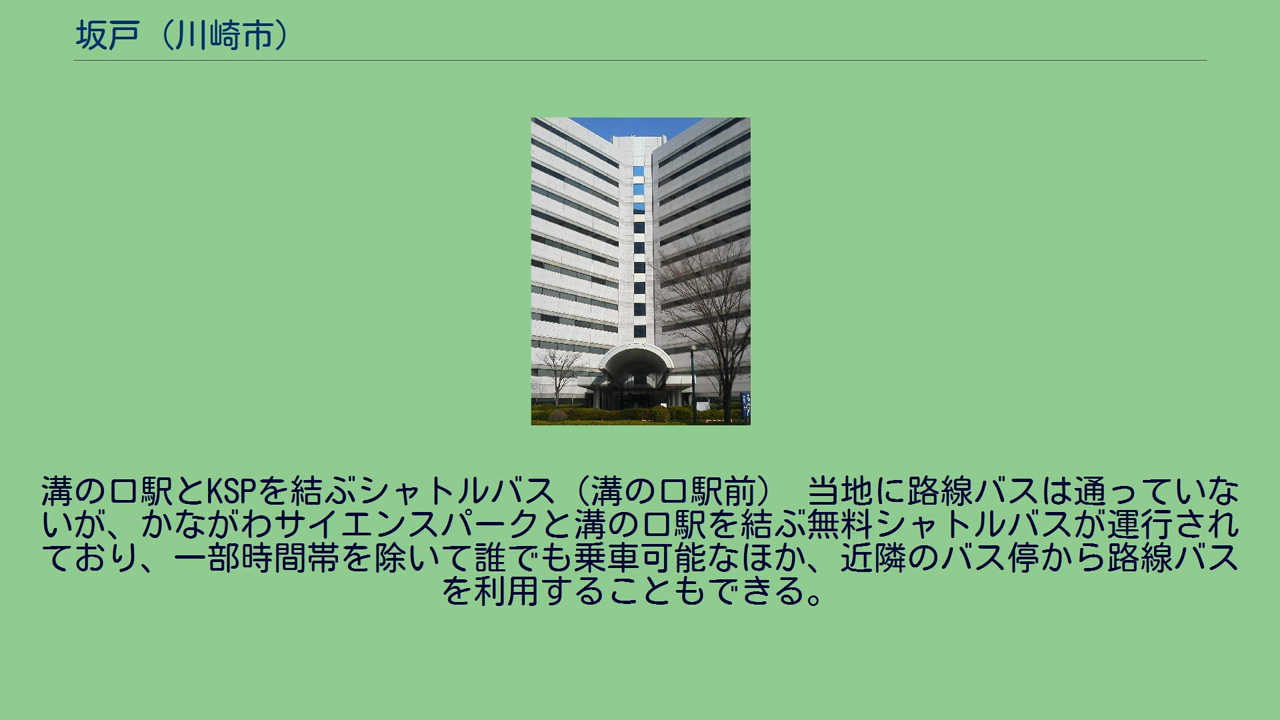 坂戸（川崎市）
溝の口駅とKSPを結ぶシャトルバス（溝の口駅前） 当地に路線バスは通っていな
いが、かながわサイエンスパークと溝の口駅を結ぶ無料シャトルバスが運行され
ており、一部時間帯を除いて誰でも乗車可能なほか、近隣のバス停から路線バス
を利用することもできる。